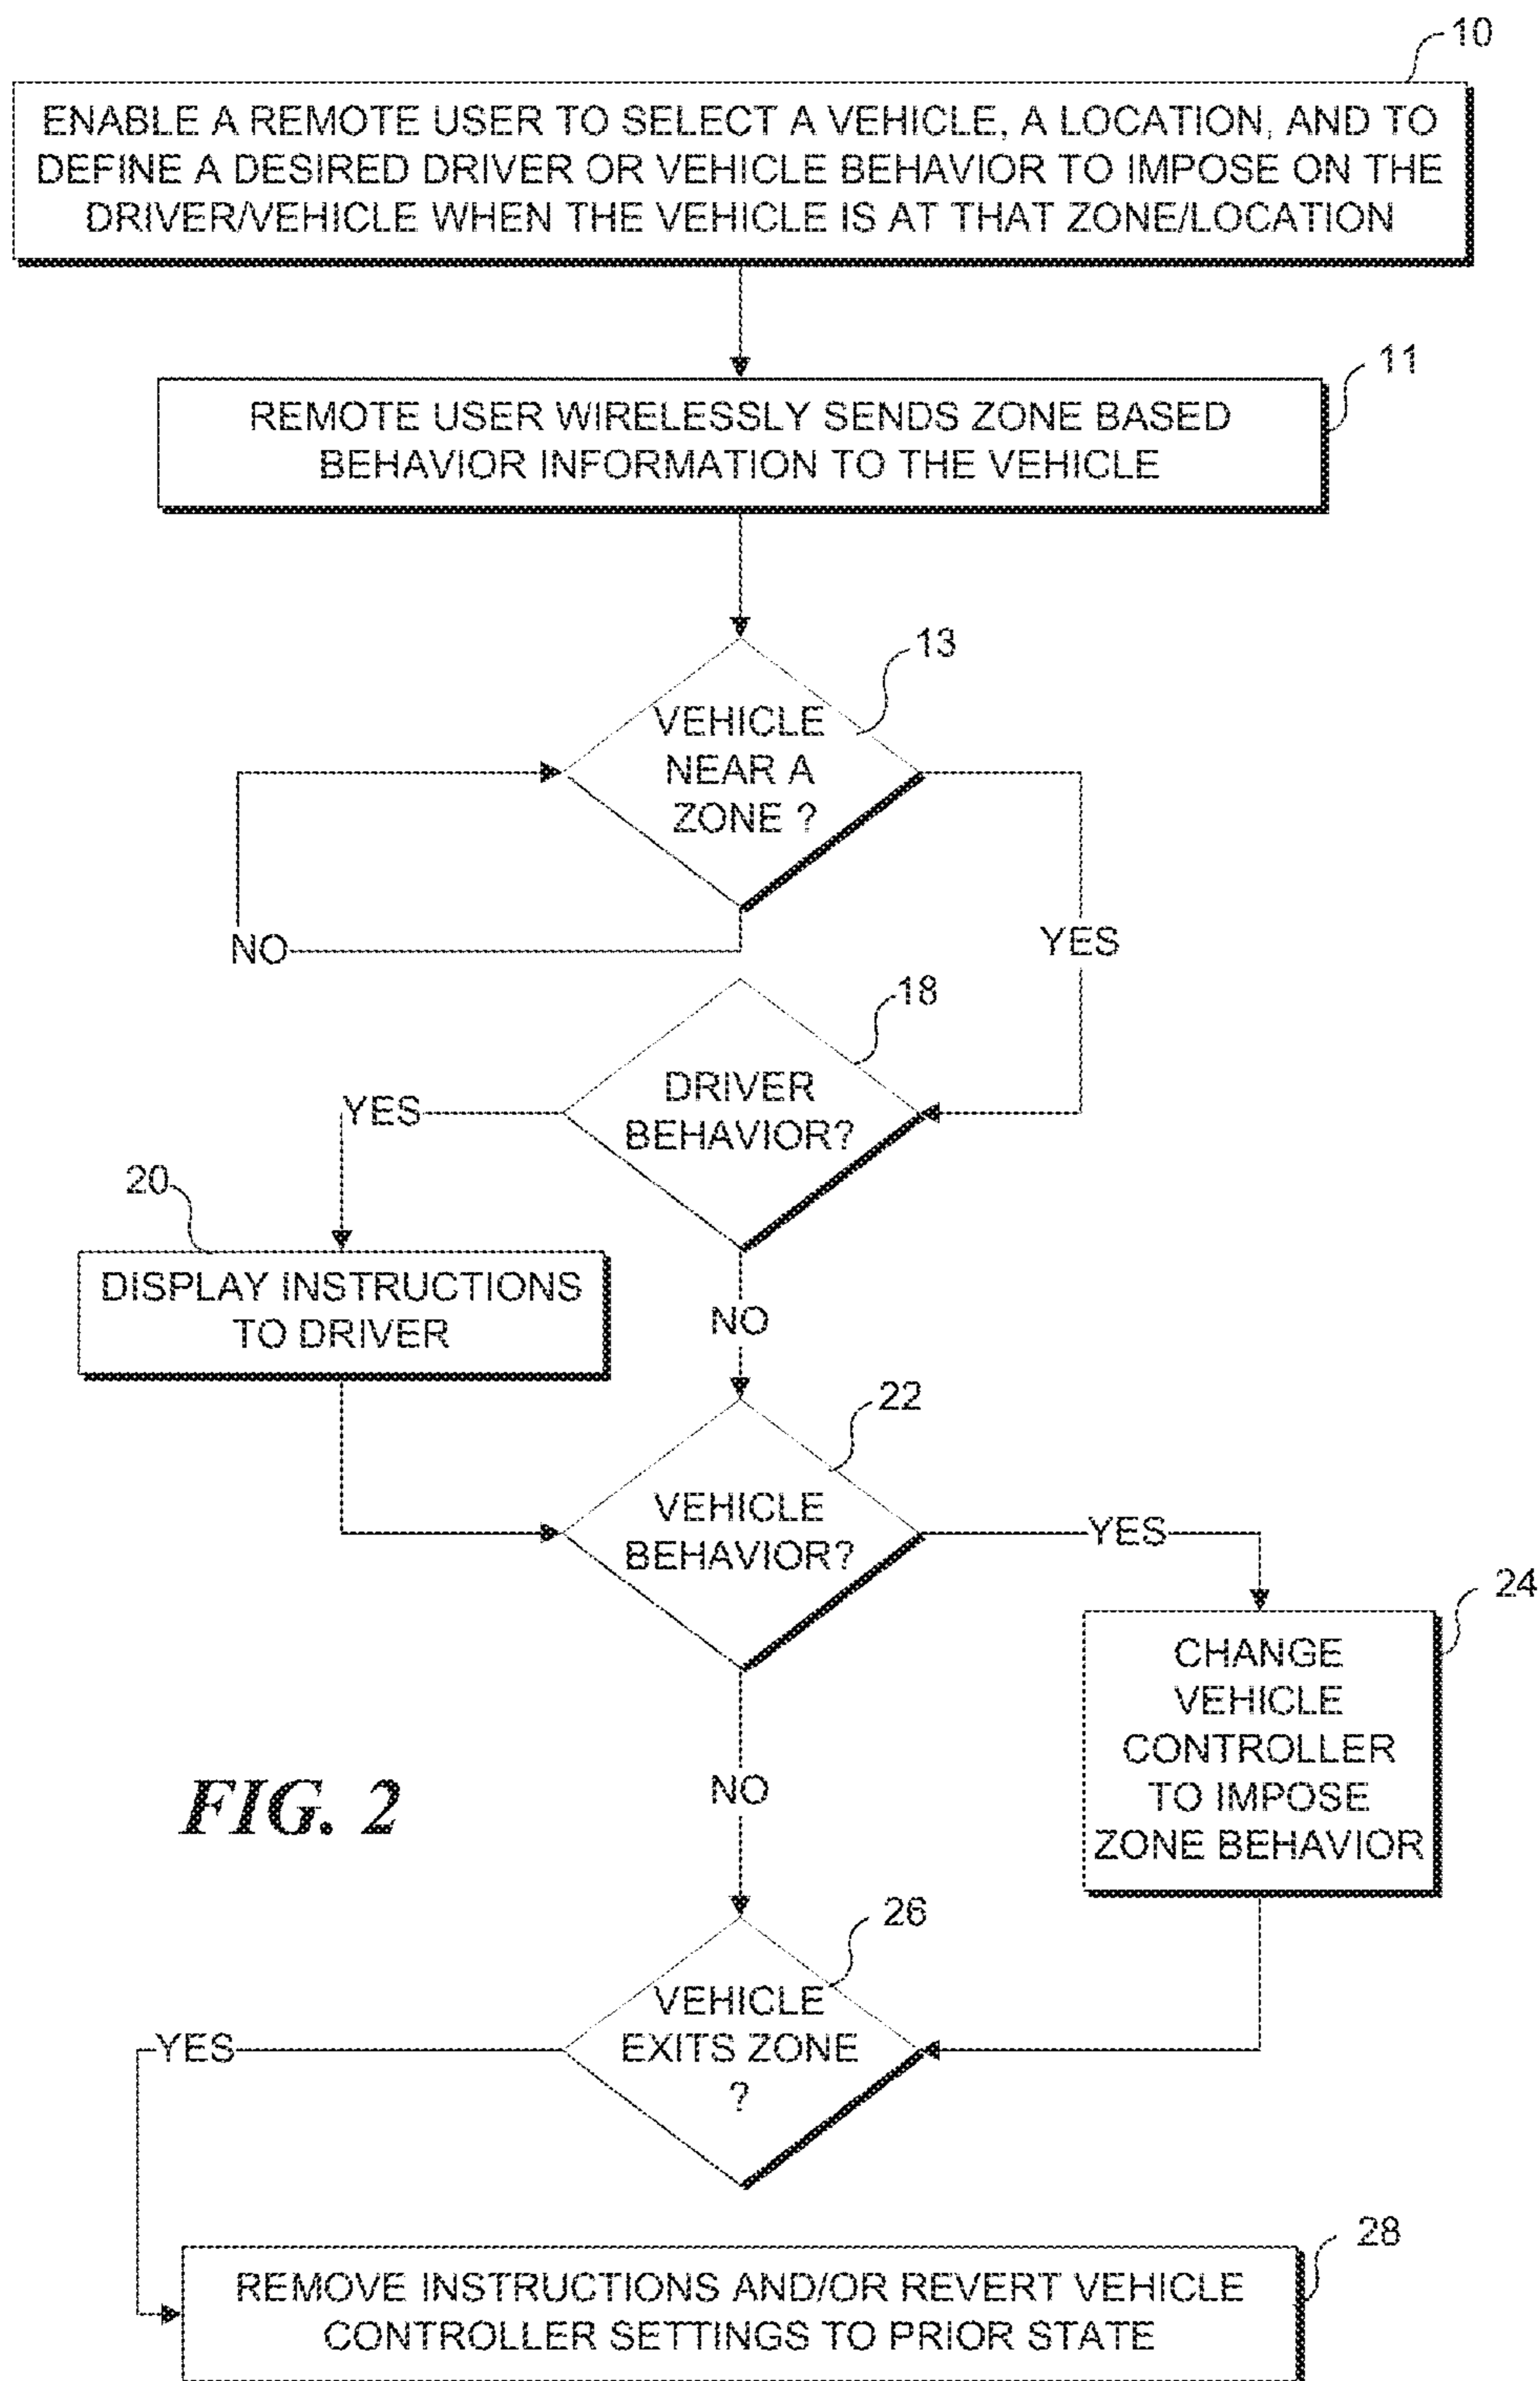 10
ENABLE A REMOTE USER TO SELECT A VEHICLE, A LOCATION, AND TO
DEFINE A DESIRED DRIVER OR VEHICLE BEHAVIOR TO IMPOSE ON THE
DRIVER/VEHICLE WHEN THE VEHICLE IS AT THAT ZONE/LOCATION
11
REMOTE USER WIRELESSLY SENDS ZONE BASED
BEHAVIOR INFORMATION TO THE VEHICLE
13
VEHICLE
NEAR A
ZONE ?
NO
YES
18
DRIVER
BEHAVIOR?
YES
20
DISPLAY INSTRUCTIONS
TO DRIVER
NO
22
VEHICLE
BEHAVIOR?
YES
24
CHANGE
VEHICLE
CONTROLLER
TO IMPOSE
ZONE BEHAVIOR
NO
FIG. 2
26
VEHICLE
EXITS ZONE
?
YES
28
REMOVE INSTRUCTIONS AND/OR REVERT VEHICLE
CONTROLLER SETTINGS TO PRIOR STATE